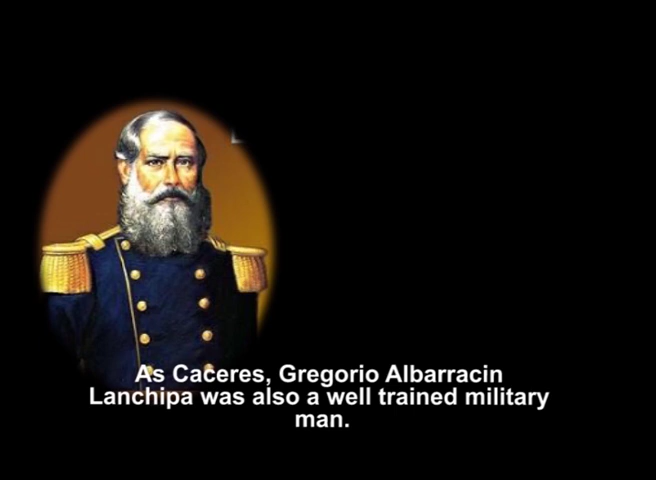 As Caceres, Gregorio Albarracin
Lanchipa was also a well trained military
man.